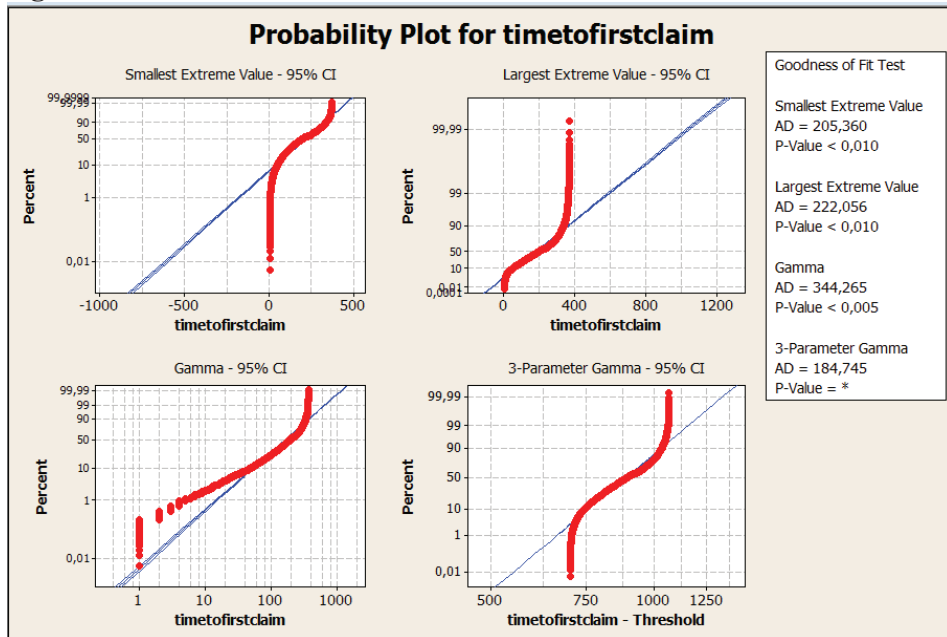 Probability Plot for timetofirstclaim
Smallest Extreme Value - 95% CI
99,9999
99,99
90
50
10
1
0,01
Percent
-1000 -500 0 500
timetofirstclaim
Largest Extreme Value - 95% CI
99,99
99
90
50
10
0,01
0,0001
Percent
0 400 800 1200
timetofirstclaim
Gamma - 95% CI
99,99
99
90
50
10
1
0,01
Percent
1 10 100 1000
timetofirstclaim
3-Parameter Gamma - 95% CI
99,99
99
90
50
10
1
0,01
Percent
500 750 1000 1250
timetofirstclaim - Threshold
Goodness of Fit Test
Smallest Extreme Value
AD = 205,360
P-Value < 0,010
Largest Extreme Value
AD = 222,056
P-Value < 0,010
Gamma
AD = 344,265
P-Value < 0,005
3-Parameter Gamma
AD = 184,745
P-Value = *